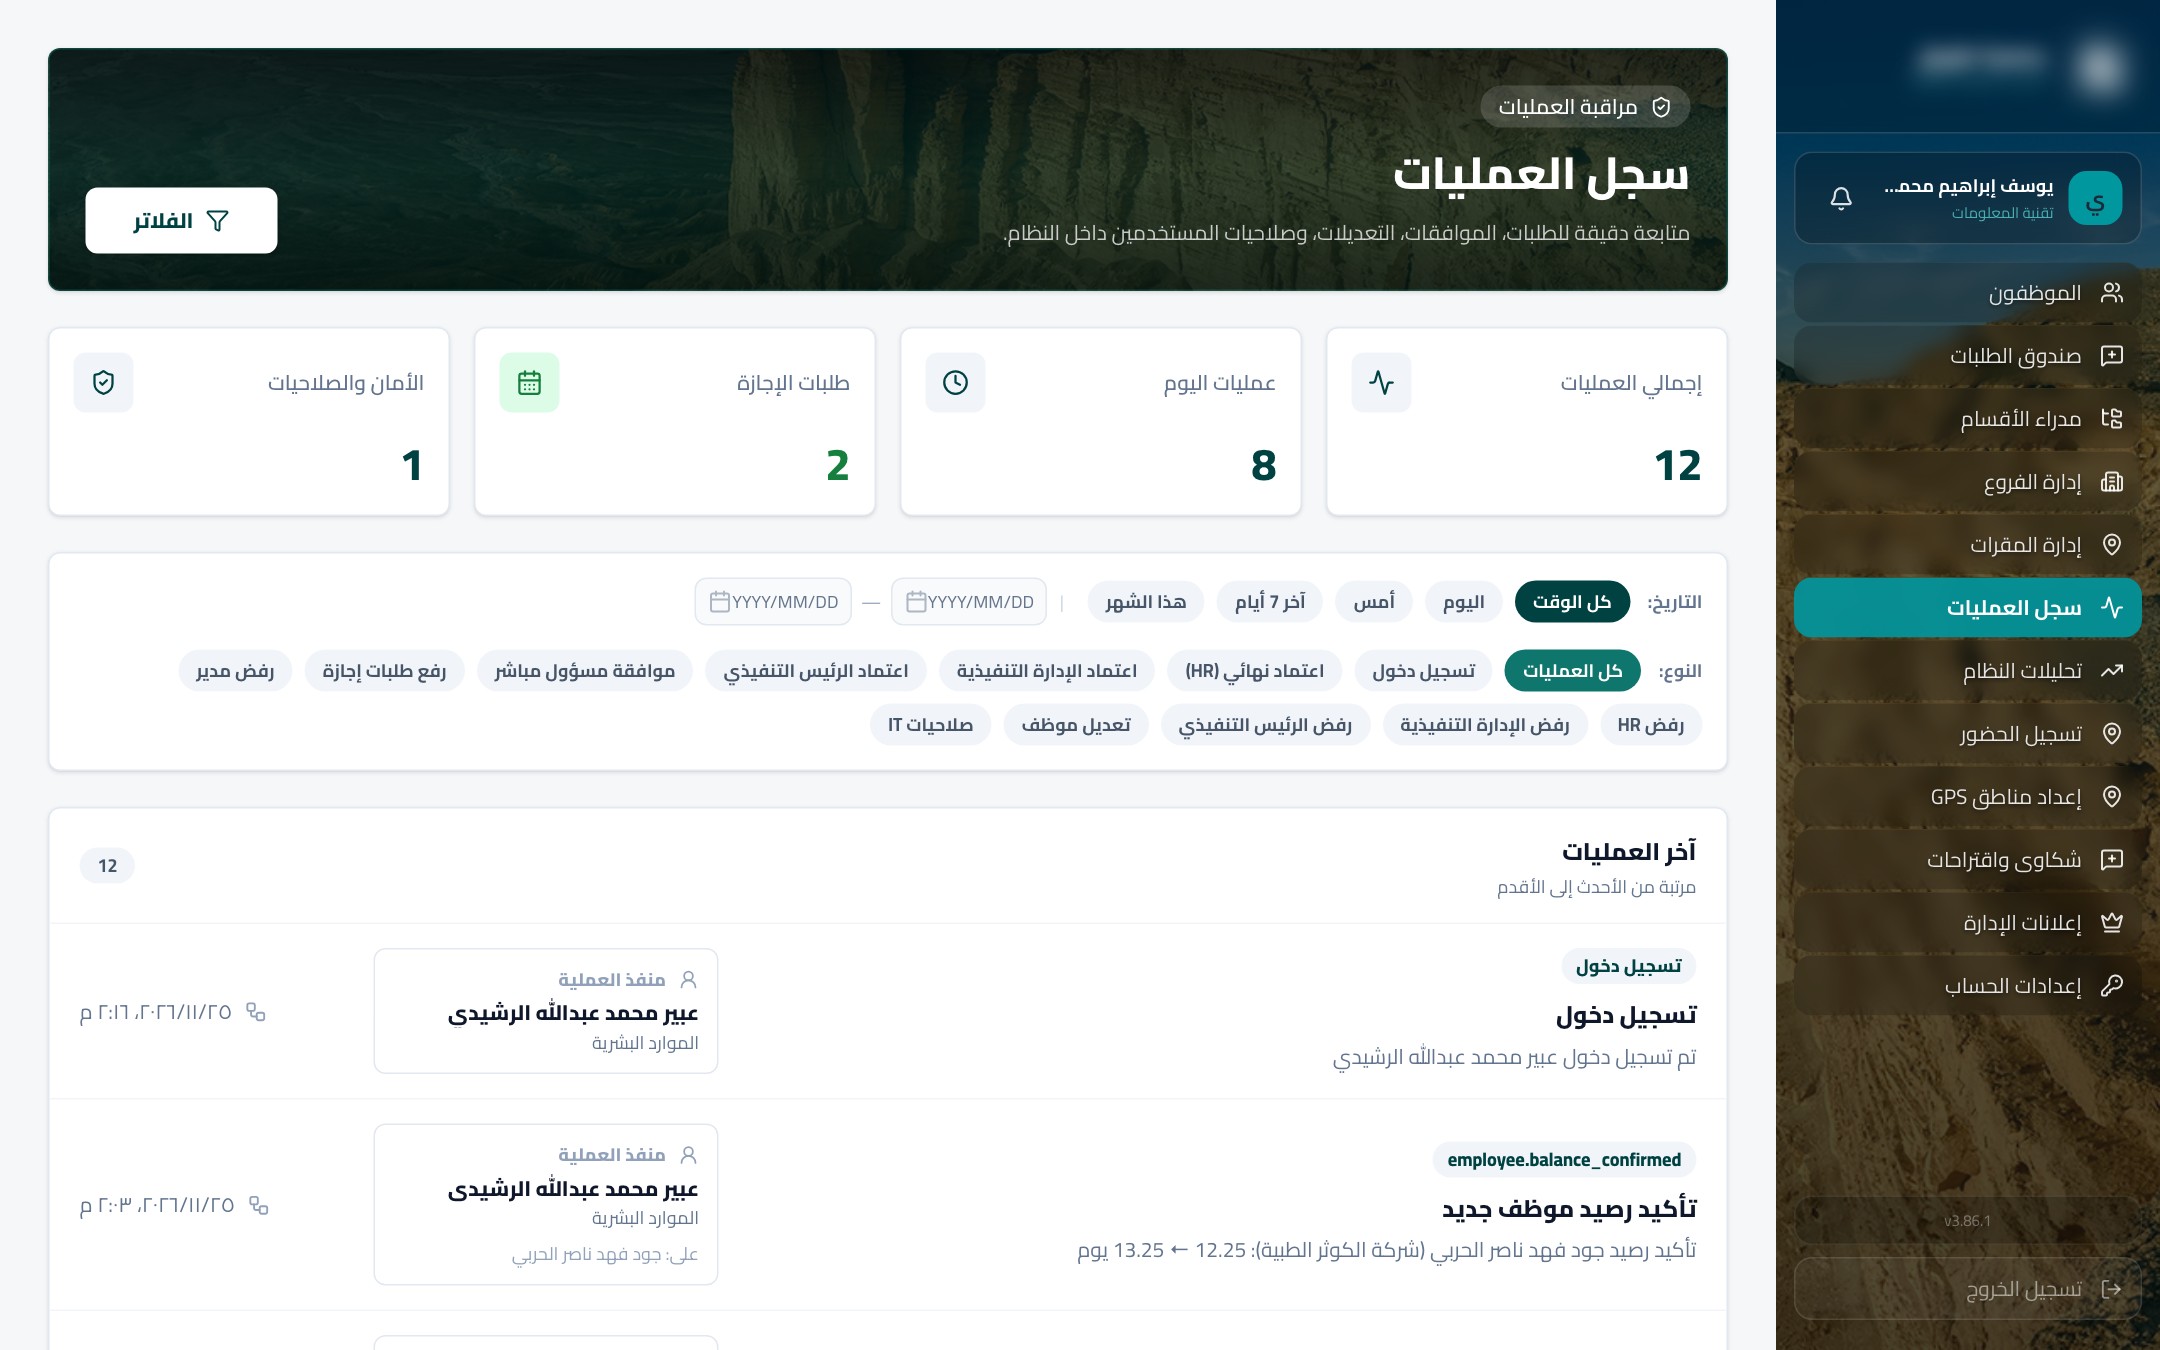 يوسف إبراهيم محمد...
تقنية المعلومات
ي
الموظفون
صندوق الطلبات
مدراء الأقسام
إدارة الفروع
إدارة المقرات
سجل العمليات
تحليلات النظام
تسجيل الحضور
إعداد مناطق GPS
شكاوى واقتراحات
إعلانات الإدارة
إعدادات الحساب
v3.86.1
تسجيل الخروج
مراقبة العمليات
سجل العمليات
متابعة دقيقة للطلبات، الموافقات، التعديلات، وصلاحيات المستخدمين داخل النظام.
الفلاتر
إجمالي العمليات
12
عمليات اليوم
8
طلبات الإجازة
2
الأمان والصلاحيات
1
التاريخ: كل الوقت اليوم أمس آخر 7 أيام هذا الشهر | YYYY/MM/DD — YYYY/MM/DD
النوع: كل العمليات تسجيل دخول اعتماد نهائي (HR) اعتماد الإدارة التنفيذية اعتماد الرئيس التنفيذي موافقة مسؤول مباشر رفع طلبات إجازة رفض مدير
رفض HR رفض الإدارة التنفيذية رفض الرئيس التنفيذي تعديل موظف صلاحيات IT
آخر العمليات
مرتبة من الأحدث إلى الأقدم
12
تسجيل دخول
تسجيل دخول
تم تسجيل دخول عبير محمد عبدالله الرشيدي
منفذ العملية
عبير محمد عبدالله الرشيدي
الموارد البشرية
٢٠٢٦/١١/٢٥، ٢:١٦ م
employee.balance_confirmed
تأكيد رصيد موظف جديد
تأكيد رصيد جود فهد ناصر الحربي (شركة الكوثر الطبية): 12.25 ← 13.25 يوم
منفذ العملية
عبير محمد عبدالله الرشيدي
الموارد البشرية
على: جود فهد ناصر الحربي
٢٠٢٦/١١/٢٥، ٢:٠٣ م